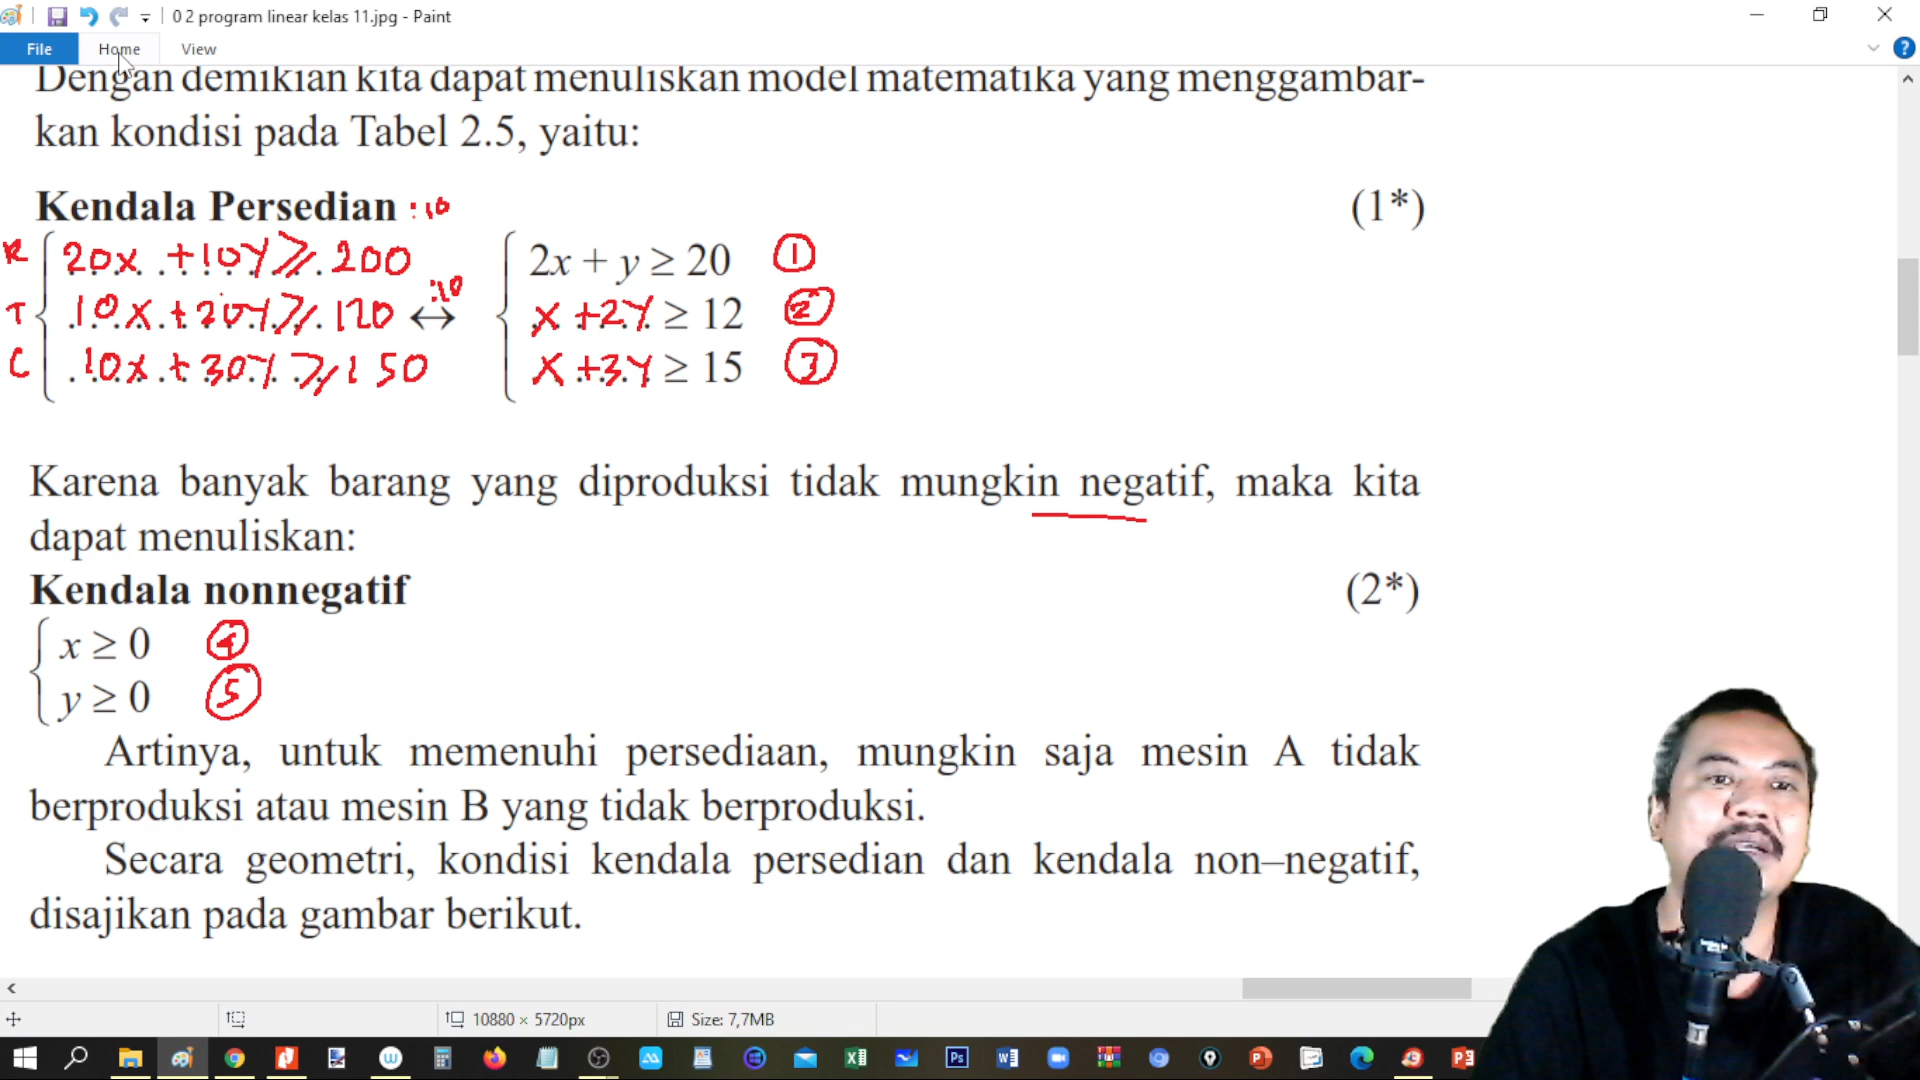 0 2 program linear kelas 11.jpg - Paint
File Home View
Dengan demikian kita dapat menuliskan model matematika yang menggambar-
kan kondisi pada Tabel 2.5, yaitu:
Kendala Persedian :10 (1*)
R 20x + 10y ≥ 200 2x + y ≥ 20 1
T 10x + 20y ≥ 120 :10 ↔ x + 2y ≥ 12 2
C 10x + 30y ≥ 150 x + 3y ≥ 15 3
Karena banyak barang yang diproduksi tidak mungkin negatif, maka kita
dapat menuliskan:
Kendala nonnegatif (2*)
x ≥ 0 4
y ≥ 0 5
Artinya, untuk memenuhi persediaan, mungkin saja mesin A tidak
berproduksi atau mesin B yang tidak berproduksi.
Secara geometri, kondisi kendala persedian dan kendala non–negatif,
disajikan pada gambar berikut.
10880 × 5720px Size: 7,7MB